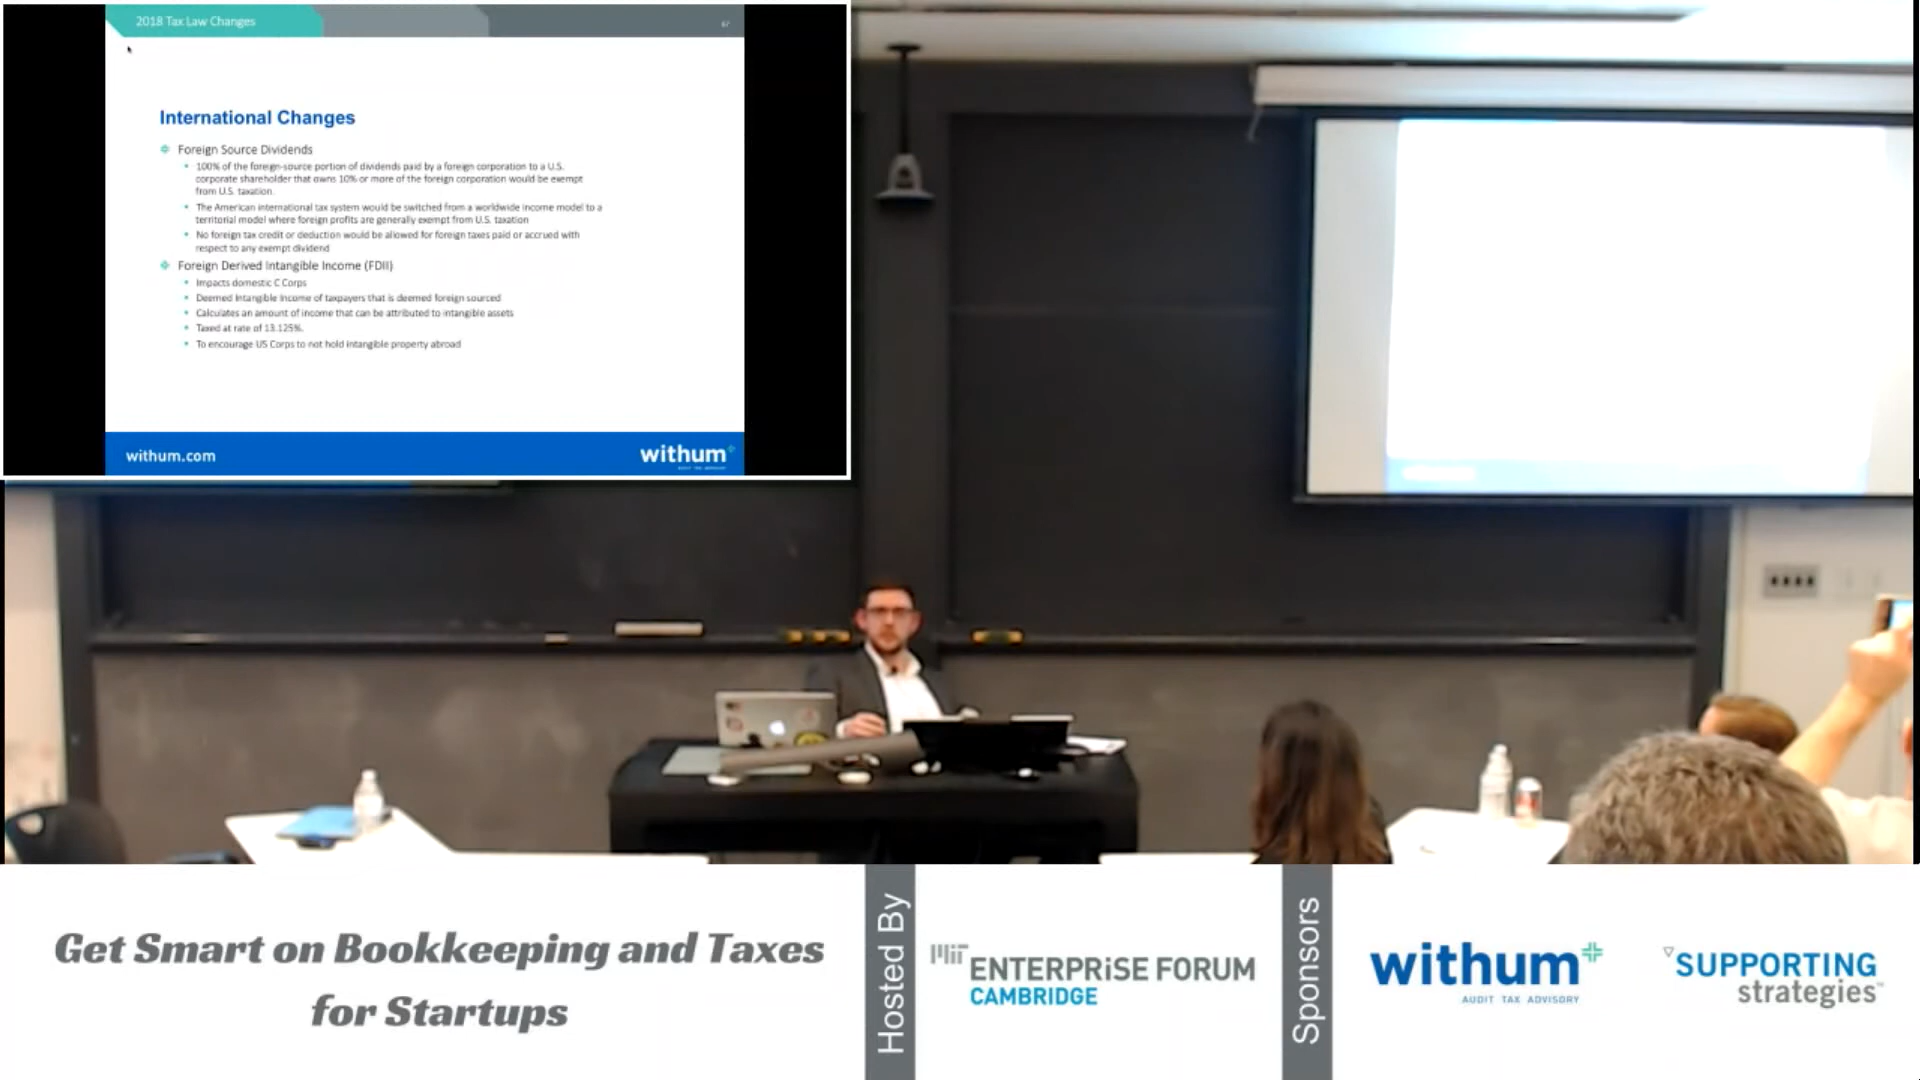 2018 Tax Law Changes
67
International Changes
Foreign Source Dividends
100% of the foreign-source portion of dividends paid by a foreign corporation to a U.S.
corporate shareholder that owns 10% or more of the foreign corporation would be exempt
from U.S. taxation.
The American international tax system would be switched from a worldwide income model to a
territorial model where foreign profits are generally exempt from U.S. taxation
No foreign tax credit or deduction would be allowed for foreign taxes paid or accrued with
respect to any exempt dividend
Foreign Derived Intangible Income (FDII)
Impacts domestic C Corps
Deemed Intangible Income of taxpayers that is deemed foreign sourced
Calculates an amount of income that can be attributed to intangible assets
Taxed at rate of 13.125%.
To encourage US Corps to not hold intangible property abroad
withum.com
withum
AUDIT TAX ADVISORY
Get Smart on Bookkeeping and Taxes
for Startups
Hosted By
MIT
ENTERPRISE FORUM
CAMBRIDGE
Sponsors
withum
AUDIT TAX ADVISORY
SUPPORTING
strategies